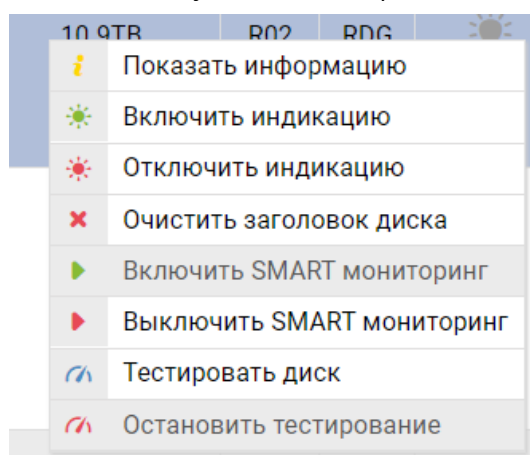 10.9TB R02 RDG
Показать информацию
Включить индикацию
Отключить индикацию
Очистить заголовок диска
Включить SMART мониторинг
Выключить SMART мониторинг
Тестировать диск
Остановить тестирование